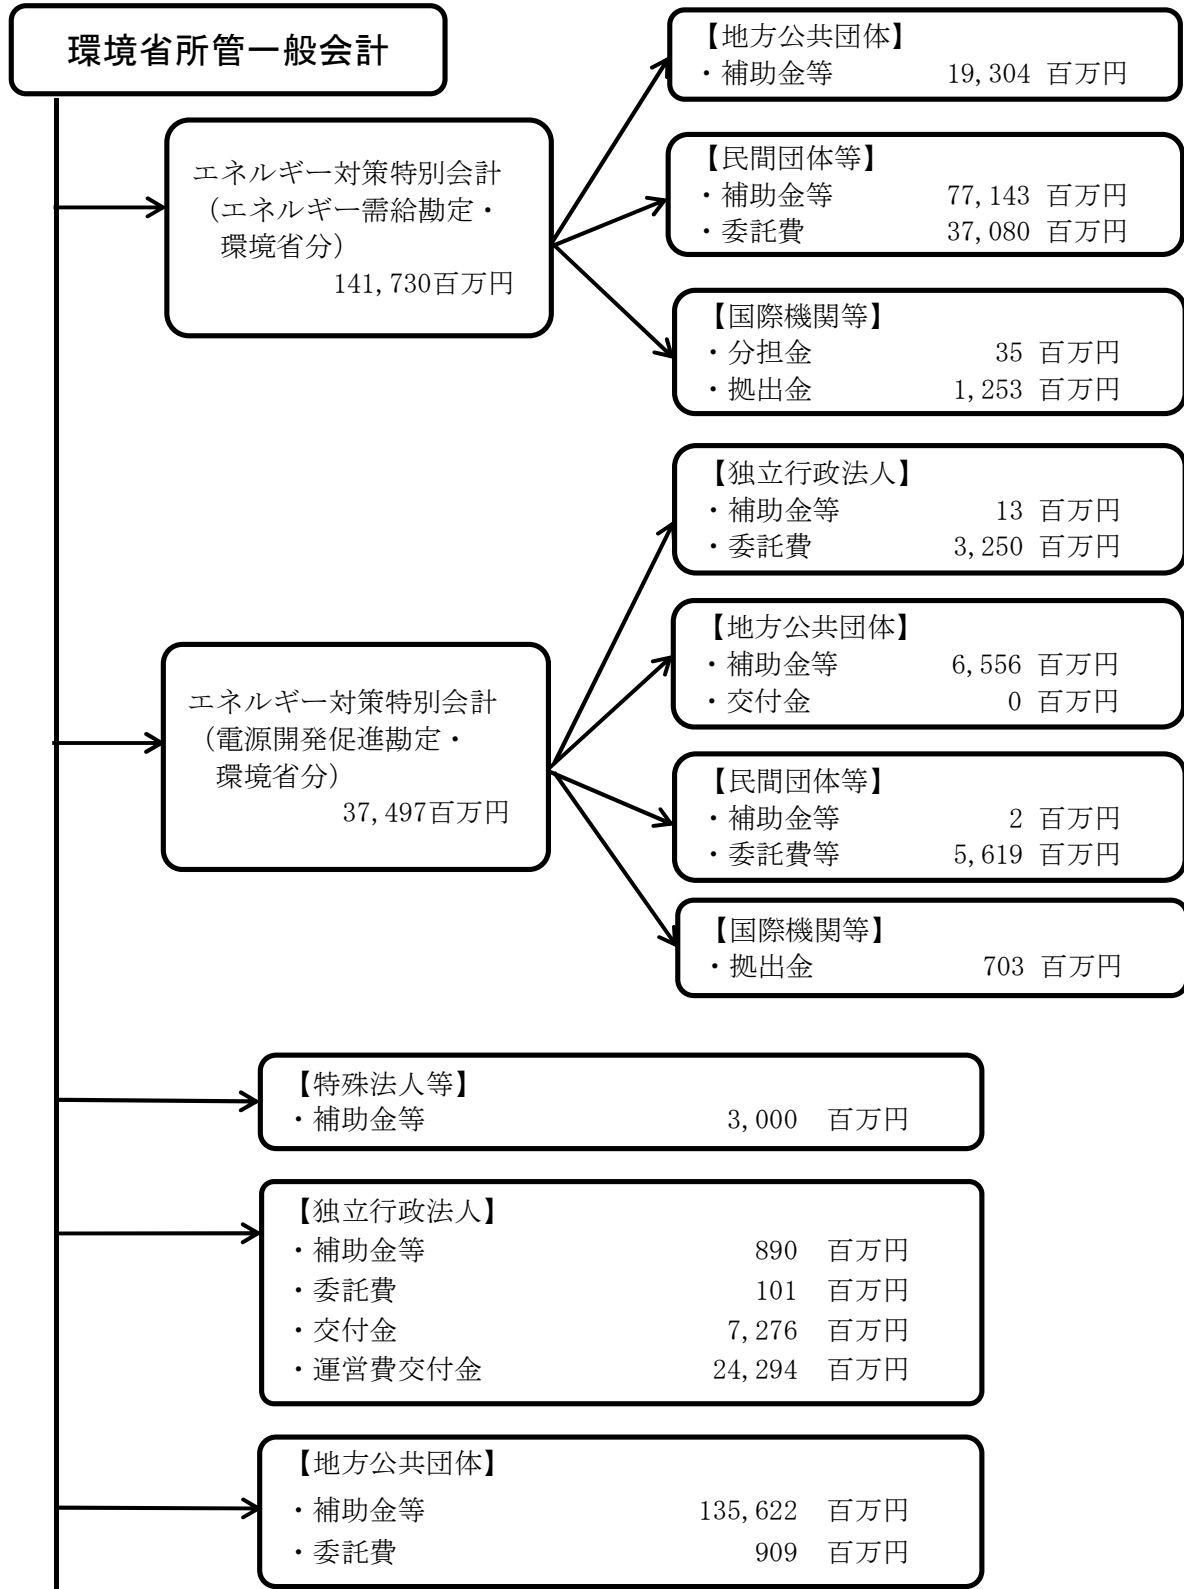 環境省所管一般会計
【地方公共団体】
・補助金等 19,304 百万円
エネルギー対策特別会計
(エネルギー需給勘定・
環境省分)
141,730百万円
【民間団体等】
・補助金等 77,143 百万円
・委託費 37,080 百万円
【国際機関等】
・分担金 35 百万円
・拠出金 1,253 百万円
【独立行政法人】
・補助金等 13 百万円
・委託費 3,250 百万円
【地方公共団体】
・補助金等 6,556 百万円
・交付金 0 百万円
エネルギー対策特別会計
(電源開発促進勘定・
環境省分)
37,497百万円
【民間団体等】
・補助金等 2 百万円
・委託費等 5,619 百万円
【国際機関等】
・拠出金 703 百万円
【特殊法人等】
・補助金等 3,000 百万円
【独立行政法人】
・補助金等 890 百万円
・委託費 101 百万円
・交付金 7,276 百万円
・運営費交付金 24,294 百万円
【地方公共団体】
・補助金等 135,622 百万円
・委託費 909 百万円